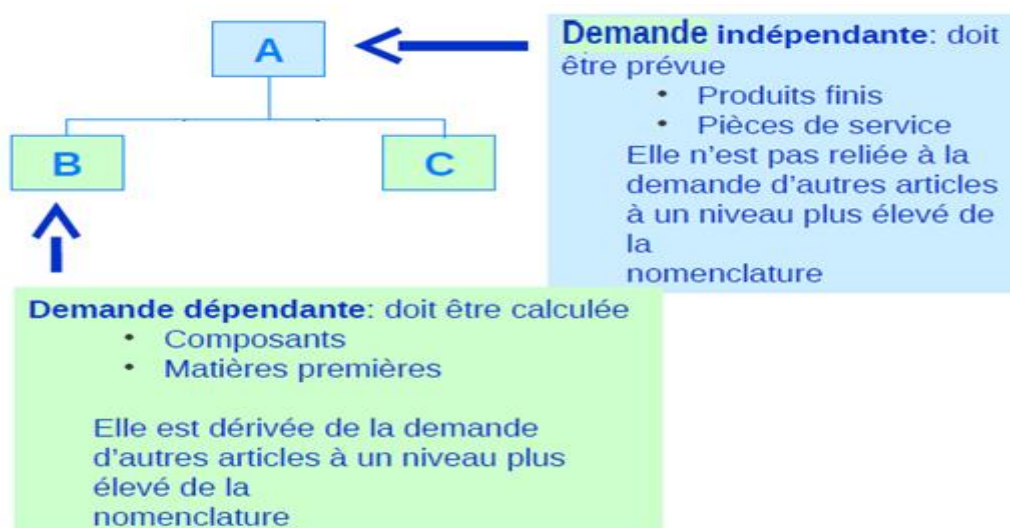 A
B
C
Demande indépendante: doit
être prévue
• Produits finis
• Pièces de service
Elle n'est pas reliée à la
demande d'autres articles
à un niveau plus élevé de
la
nomenclature
Demande dépendante: doit être calculée
• Composants
• Matières premières
Elle est dérivée de la demande
d'autres articles à un niveau plus
élevé de la
nomenclature